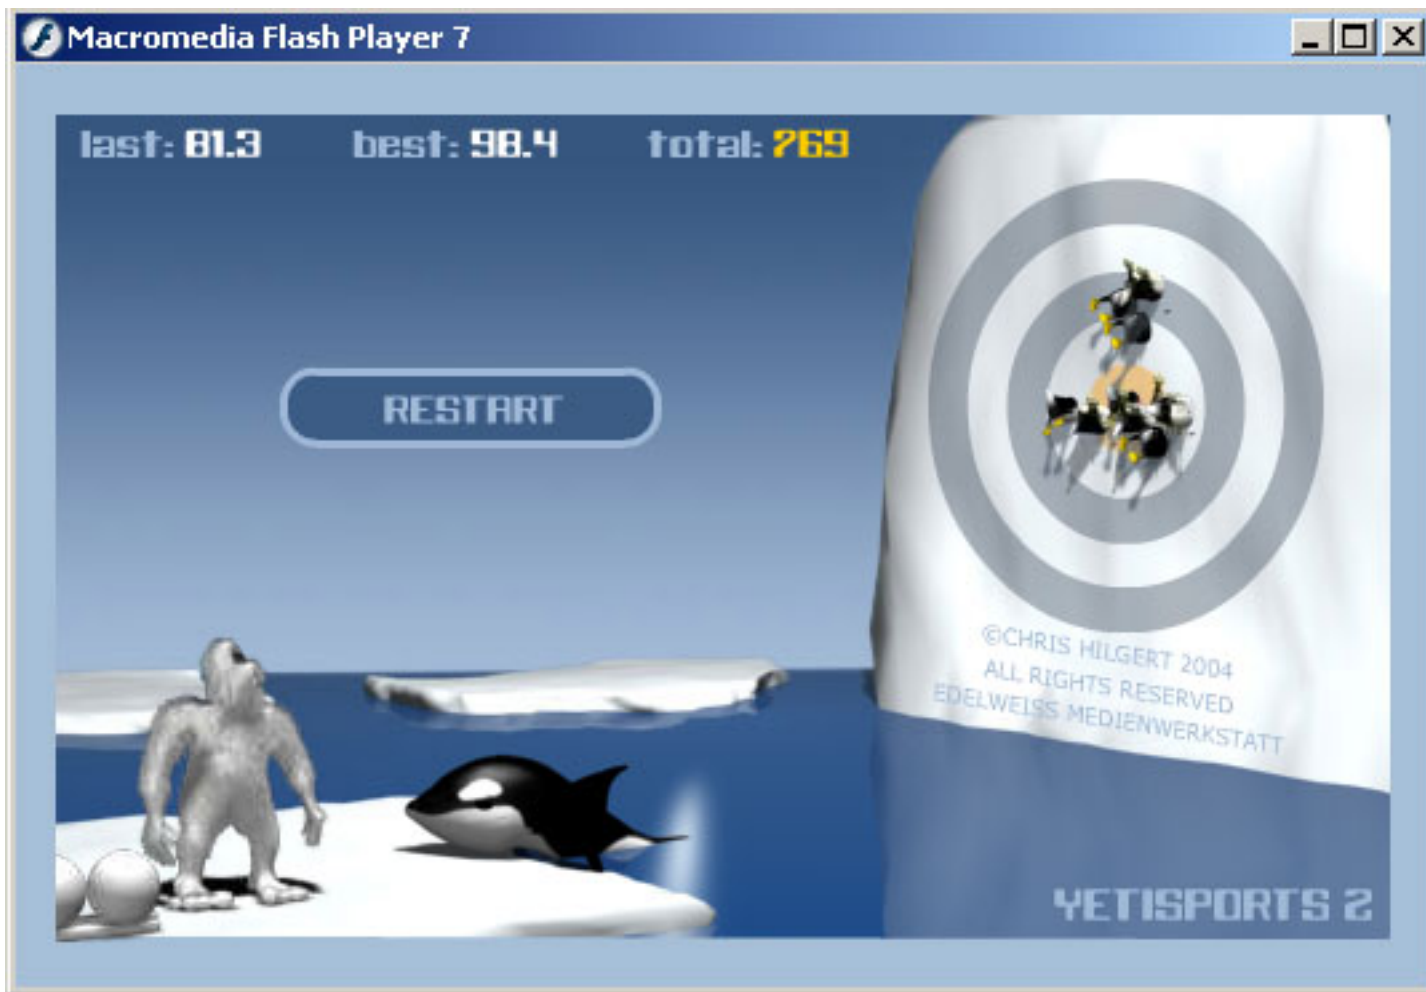 Macromedia Flash Player 7
last: 81.3 best: 98.4 total: 769
RESTART
©CHRIS HILGERT 2004
ALL RIGHTS RESERVED
EDELWEISS MEDIENWERKSTATT
YETISPORTS 2